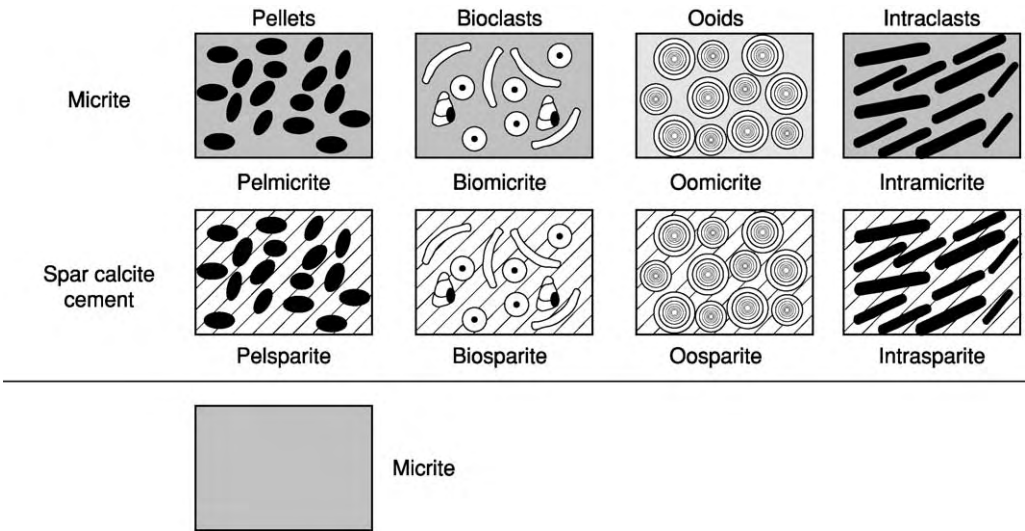 Pellets Bioclasts Ooids Intraclasts
Micrite
Pelmicrite Biomicrite Oomicrite Intramicrite
Spar calcite
cement
Pelsparite Biosparite Oosparite Intrasparite
Micrite